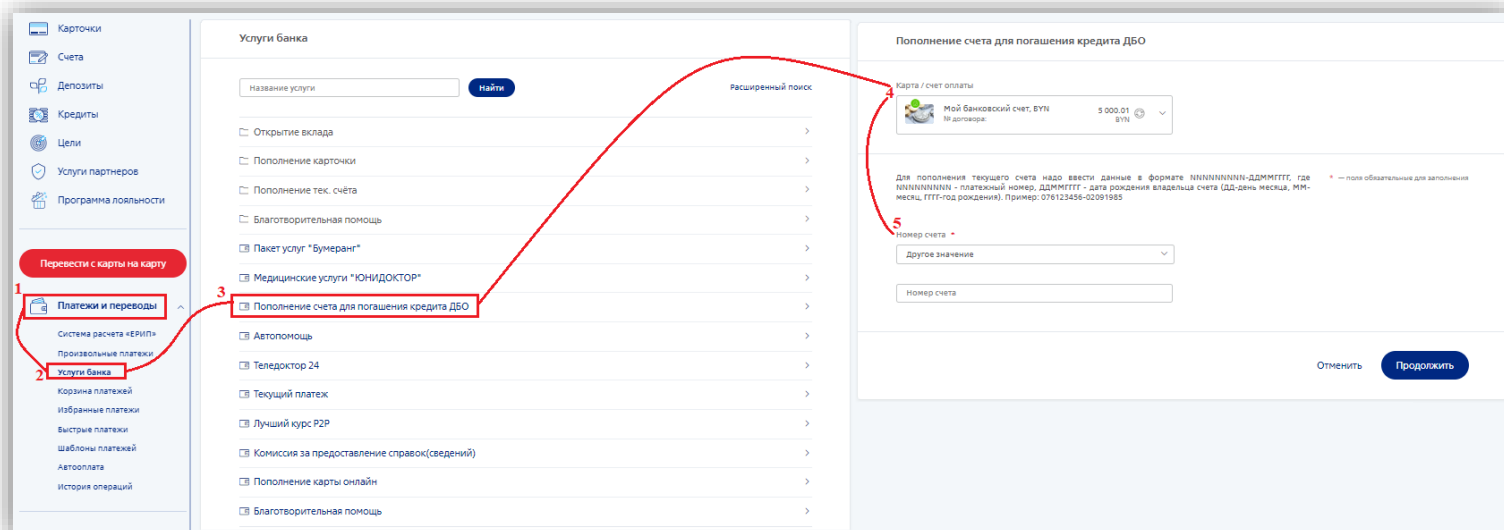 Карточки
Счета
Депозиты
Кредиты
Цели
Услуги партнеров
Программа лояльности
Перевести с карты на карту
1
Платежи и переводы
Система расчета «ЕРИП»
Произвольные платежи
2
Услуги банка
Корзина платежей
Избранные платежи
Быстрые платежи
Шаблоны платежей
Автооплата
История операций
Услуги банка
Название услуги
Найти
Расширенный поиск
Открытие вклада
Пополнение карточки
Пополнение тек. счёта
Благотворительная помощь
Пакет услуг "Бумеранг"
Медицинские услуги "ЮНИДОКТОР"
3
Пополнение счета для погашения кредита ДБО
Автопомощь
Теледоктор 24
Текущий платеж
Лучший курс P2P
Комиссия за предоставление справок(сведений)
Пополнение карты онлайн
Благотворительная помощь
Пополнение счета для погашения кредита ДБО
Карта / счет оплаты
4
Мой банковский счет, BYN
№ договора:
5 000,01
BYN
Для пополнения текущего счета надо ввести данные в формате NNNNNNNNN-ДДММГГГГ, где
NNNNNNNNN - платежный номер, ДДММГГГГ - дата рождения владельца счета (ДД-день месяца, ММ-
месяц, ГГГГ-год рождения). Пример: 076123456-02091985
* — поля обязательные для заполнения
5
Номер счета *
Другое значение
Номер счета
Отменить
Продолжить